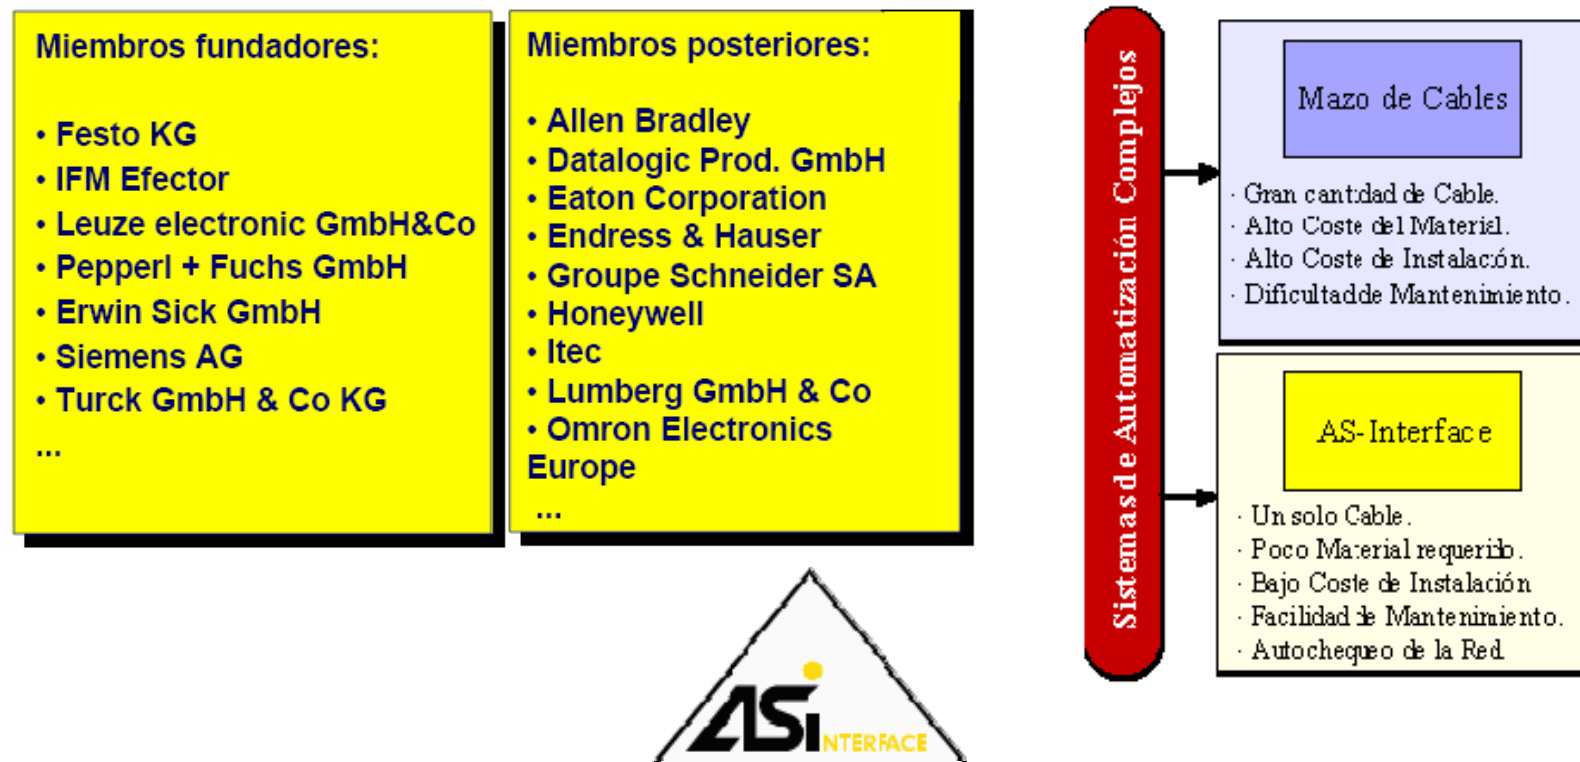 Miembros fundadores:
• Festo KG
• IFM Efector
• Leuze electronic GmbH&Co
• Pepperl + Fuchs GmbH
• Erwin Sick GmbH
• Siemens AG
• Turck GmbH & Co KG
...
Miembros posteriores:
• Allen Bradley
• Datalogic Prod. GmbH
• Eaton Corporation
• Endress & Hauser
• Groupe Schneider SA
• Honeywell
• Itec
• Lumberg GmbH & Co
• Omron Electronics
Europe
...
ASi NTERFACE
Sistemas de Automatización Complejos
Mazo de Cables
· Gran cantidad de Cable.
· Alto Coste del Material.
· Alto Coste de Instalación.
· Dificultad de Mantenimiento.
AS-Interface
· Un solo Cable.
· Poco Material requerido.
· Bajo Coste de Instalación
· Facilidad de Mantenimiento.
· Autochequeo de la Red